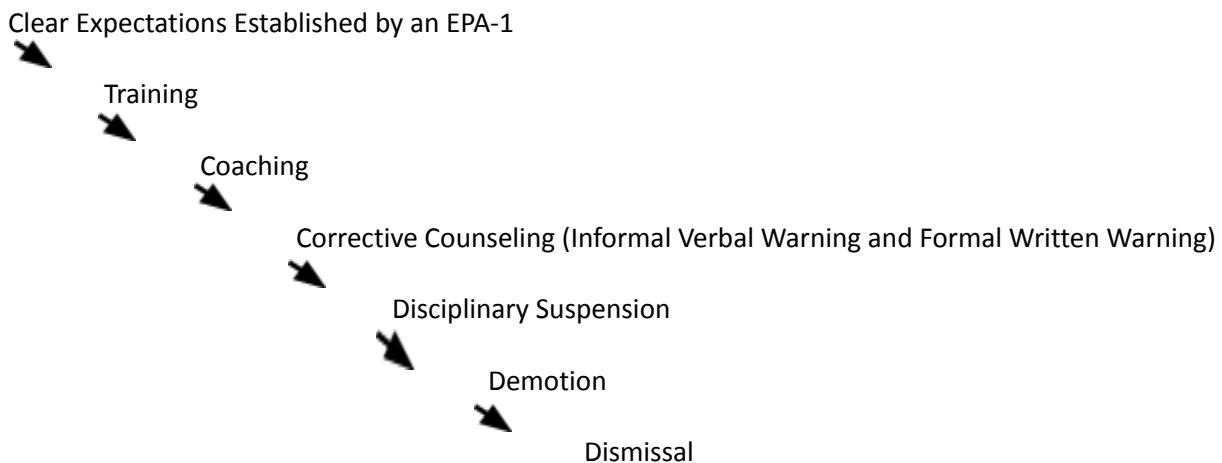 Clear Expectations Established by an EPA-1
Training
Coaching
Corrective Counseling (Informal Verbal Warning and Formal Written Warning)
Disciplinary Suspension
Demotion
Dismissal